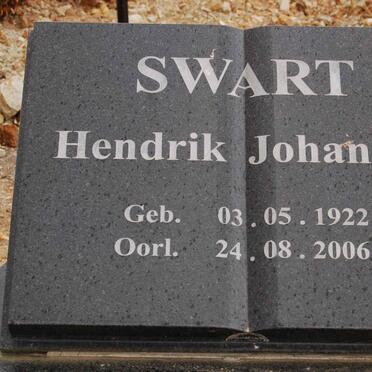 SWART
Hendrik Johan
Geb. 03.05.1922
Oorl. 24.08.2006